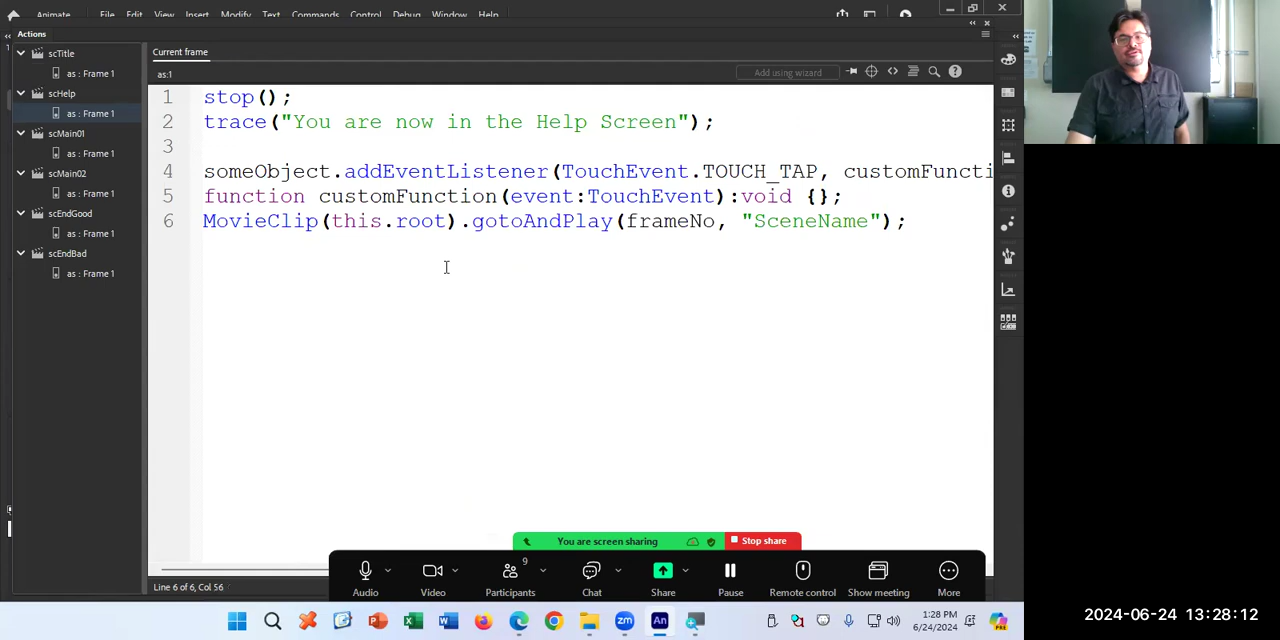 Animate File Edit View Insert Modify Text Commands Control Debug Window Help
Actions
scTitle
as : Frame 1
scHelp
as : Frame 1
scMain01
as : Frame 1
scMain02
as : Frame 1
scEndGood
as : Frame 1
scEndBad
as : Frame 1
Current frame
as:1
Add using wizard
1 stop();
2 trace("You are now in the Help Screen");
3
4 someObject.addEventListener(TouchEvent.TOUCH_TAP, customFuncti
5 function customFunction(event:TouchEvent):void {};
6 MovieClip(this.root).gotoAndPlay(frameNo, "SceneName");
You are screen sharing
Stop share
9
Audio Video Participants Chat Share Pause Remote control Show meeting More
Line 6 of 6, Col 56
1:28 PM
6/24/2024
2024-06-24 13:28:12